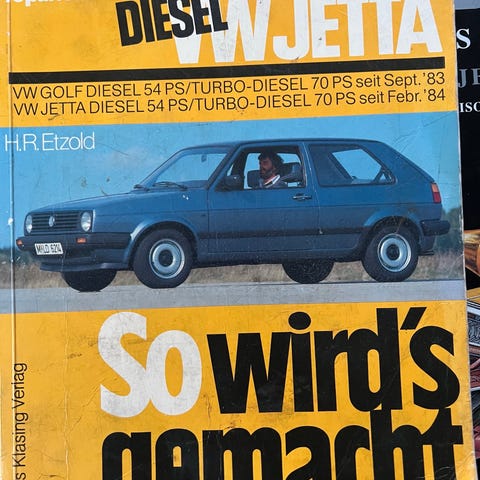 DIESEL VW JETTA
VW GOLF DIESEL 54 PS/TURBO-DIESEL 70 PS seit Sept. '83
VW JETTA DIESEL 54 PS/TURBO-DIESEL 70 PS seit Febr. '84
H.R. Etzold
So wird's
gemacht
Klasing Verlag